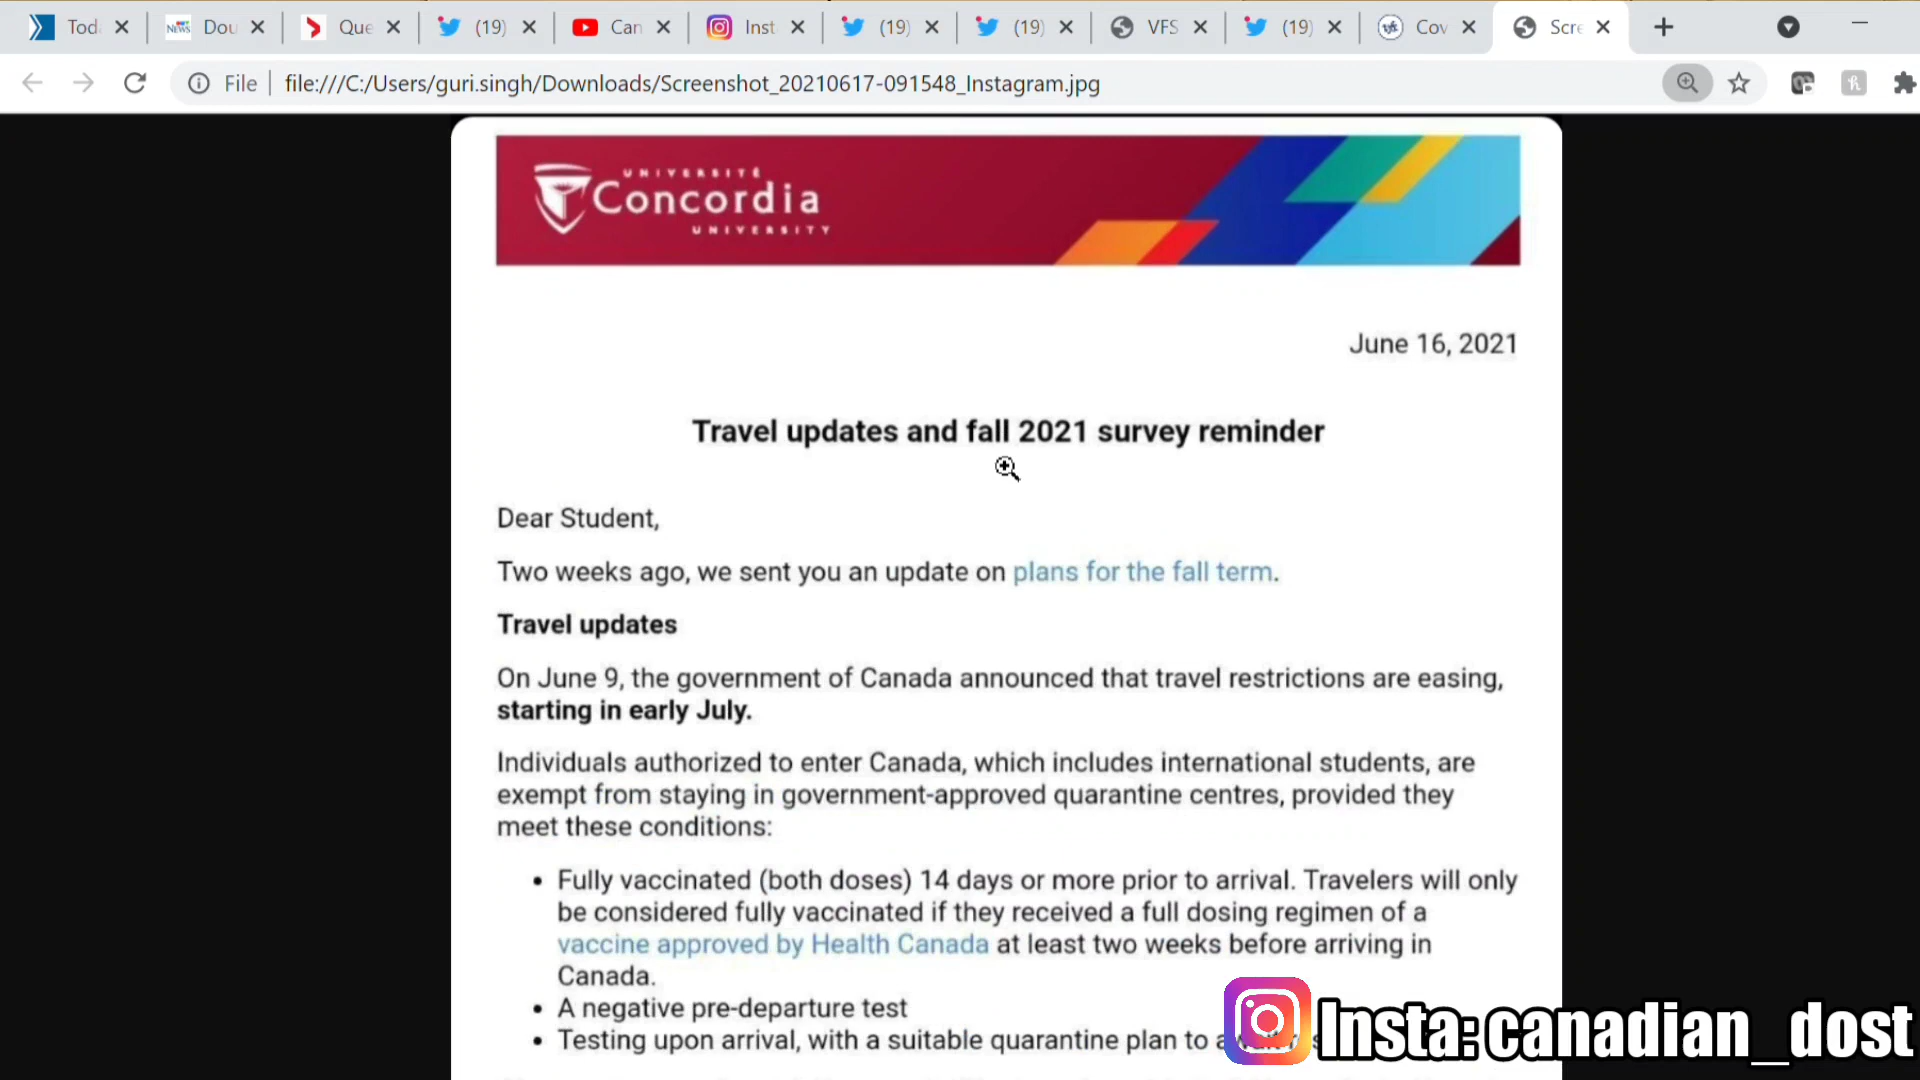 Tod Dou Que (19) Can Inst (19) (19) VFS (19) Cov Scre
NEWS
File file:///C:/Users/guri.singh/Downloads/Screenshot_20210617-091548_Instagram.jpg
UNIVERSITÉ
Concordia
UNIVERSITY
June 16, 2021
Travel updates and fall 2021 survey reminder
Dear Student,
Two weeks ago, we sent you an update on plans for the fall term.
Travel updates
On June 9, the government of Canada announced that travel restrictions are easing,
starting in early July.
Individuals authorized to enter Canada, which includes international students, are
exempt from staying in government-approved quarantine centres, provided they
meet these conditions:
• Fully vaccinated (both doses) 14 days or more prior to arrival. Travelers will only
be considered fully vaccinated if they received a full dosing regimen of a
vaccine approved by Health Canada at least two weeks before arriving in
Canada.
• A negative pre-departure test
• Testing upon arrival, with a suitable quarantine plan to
Insta: canadian_dost